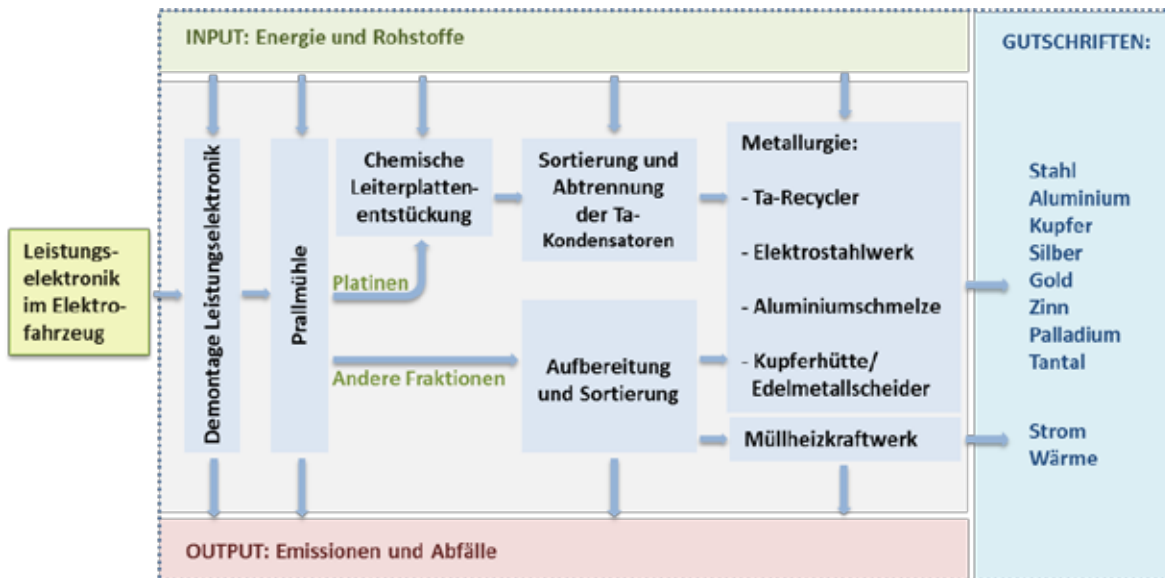 INPUT: Energie und Rohstoffe
GUTSCHRIFTEN:
Leistungs-
elektronik
im Elektro-
fahrzeug
Demontage Leistungselektronik
Prallmühle
Chemische
Leiterplatten-
entstückung
Platinen
Andere Fraktionen
Sortierung und
Abtrennung
der Ta-
Kondensatoren
Aufbereitung
und Sortierung
Metallurgie:
- Ta-Recycler
- Elektrostahlwerk
- Aluminiumschmelze
- Kupferhütte/
Edelmetallscheider
Müllheizkraftwerk
Stahl
Aluminium
Kupfer
Silber
Gold
Zinn
Palladium
Tantal
Strom
Wärme
OUTPUT: Emissionen und Abfälle